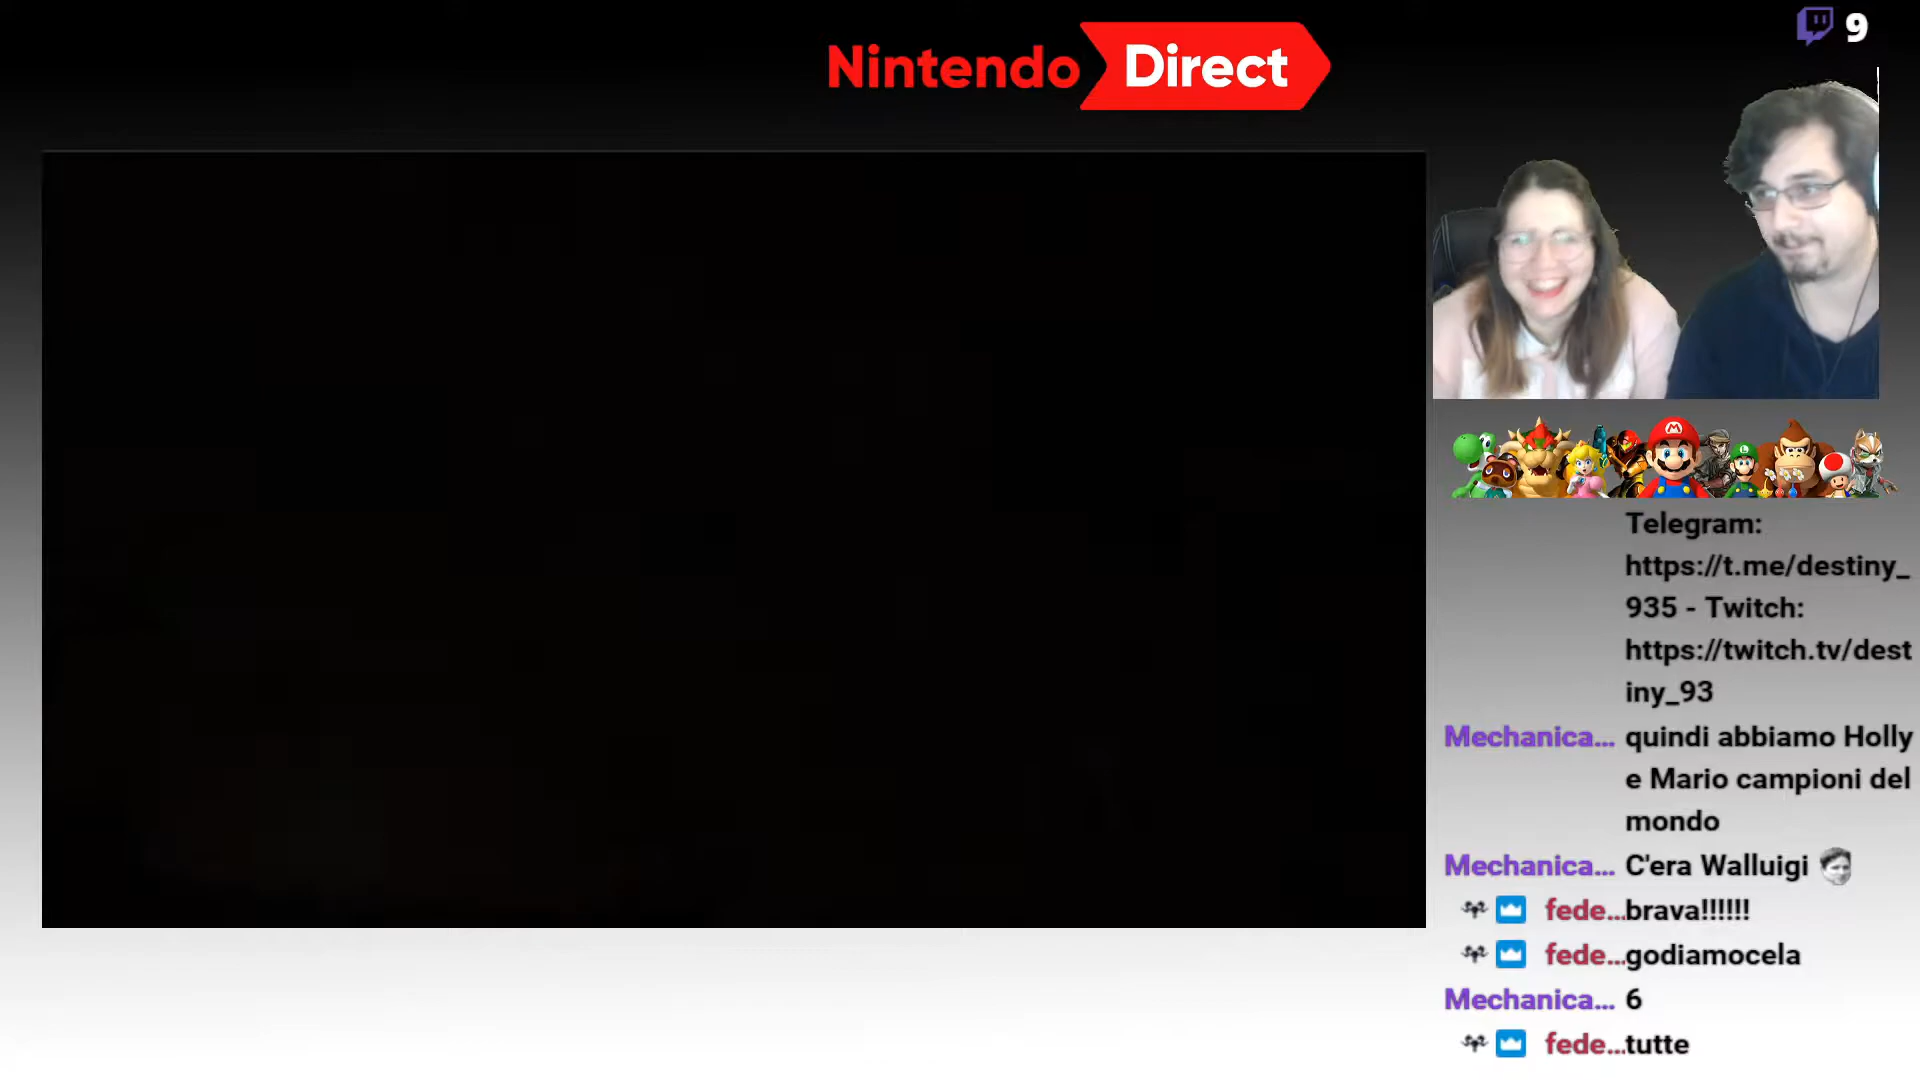 Nintendo Direct
9
Telegram:
https://t.me/destiny_
935 - Twitch:
https://twitch.tv/dest
iny_93
Mechanica... quindi abbiamo Holly
e Mario campioni del
mondo
Mechanica... C'era Walluigi
fede...brava!!!!!!
fede...godiamocela
Mechanica... 6
fede...tutte